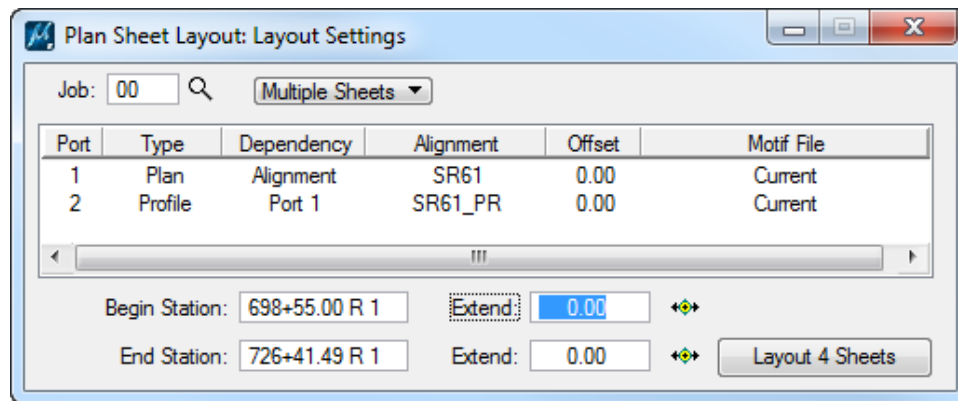 Plan Sheet Layout: Layout Settings
Job: 00 Multiple Sheets
Port Type Dependency Alignment Offset Motif File
1 Plan Alignment SR61 0.00 Current
2 Profile Port 1 SR61_PR 0.00 Current
Begin Station: 698+55.00 R 1 Extend: 0.00
End Station: 726+41.49 R 1 Extend: 0.00 Layout 4 Sheets